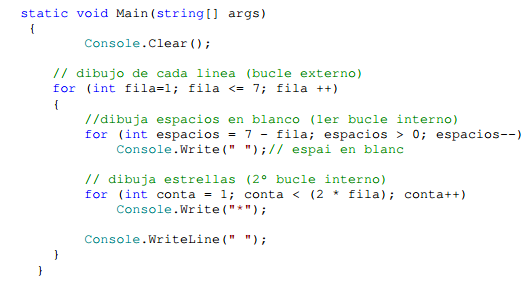 static void Main(string[] args)
{
Console.Clear();
// dibujo de cada linea (bucle externo)
for (int fila=1; fila <= 7; fila ++)
{
//dibuja espacios en blanco (1er bucle interno)
for (int espacios = 7 - fila; espacios > 0; espacios--)
Console.Write(" ");// espai en blanc
// dibuja estrellas (2º bucle interno)
for (int conta = 1; conta < (2 * fila); conta++)
Console.Write("*");
Console.WriteLine(" ");
}
}